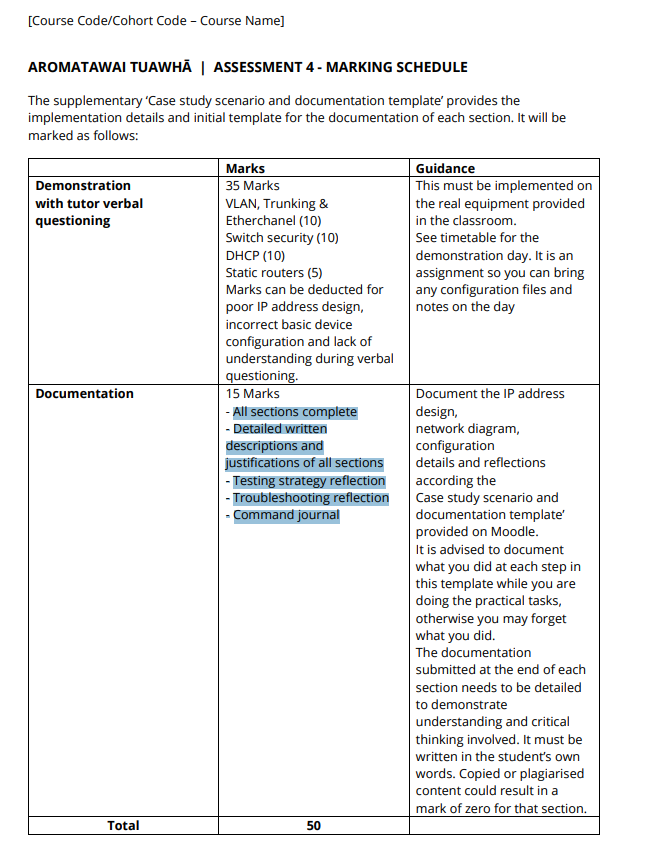 [Course Code/Cohort Code – Course Name]
AROMATAWAI TUAWHĀ | ASSESSMENT 4 - MARKING SCHEDULE
The supplementary ‘Case study scenario and documentation template’ provides the
implementation details and initial template for the documentation of each section. It will be
marked as follows:
Marks
Guidance
Demonstration
with tutor verbal
questioning
35 Marks
VLAN, Trunking &
Etherchannel (10)
Switch security (10)
DHCP (10)
Static routers (5)
Marks can be deducted for
poor IP address design,
incorrect basic device
configuration and lack of
understanding during verbal
questioning.
This must be implemented on
the real equipment provided
in the classroom.
See timetable for the
demonstration day. It is an
assignment so you can bring
any configuration files and
notes on the day
Documentation
15 Marks
- All sections complete
- Detailed written
descriptions and
justifications of all sections
- Testing strategy reflection
- Troubleshooting reflection
- Command journal
Document the IP address
design,
network diagram,
configuration
details and reflections
according the
Case study scenario and
documentation template’
provided on Moodle.
It is advised to document
what you did at each step in
this template while you are
doing the practical tasks,
otherwise you may forget
what you did.
The documentation
submitted at the end of each
section needs to be detailed
to demonstrate
understanding and critical
thinking involved. It must be
written in the student’s own
words. Copied or plagiarised
content could result in a
mark of zero for that section.
Total
50